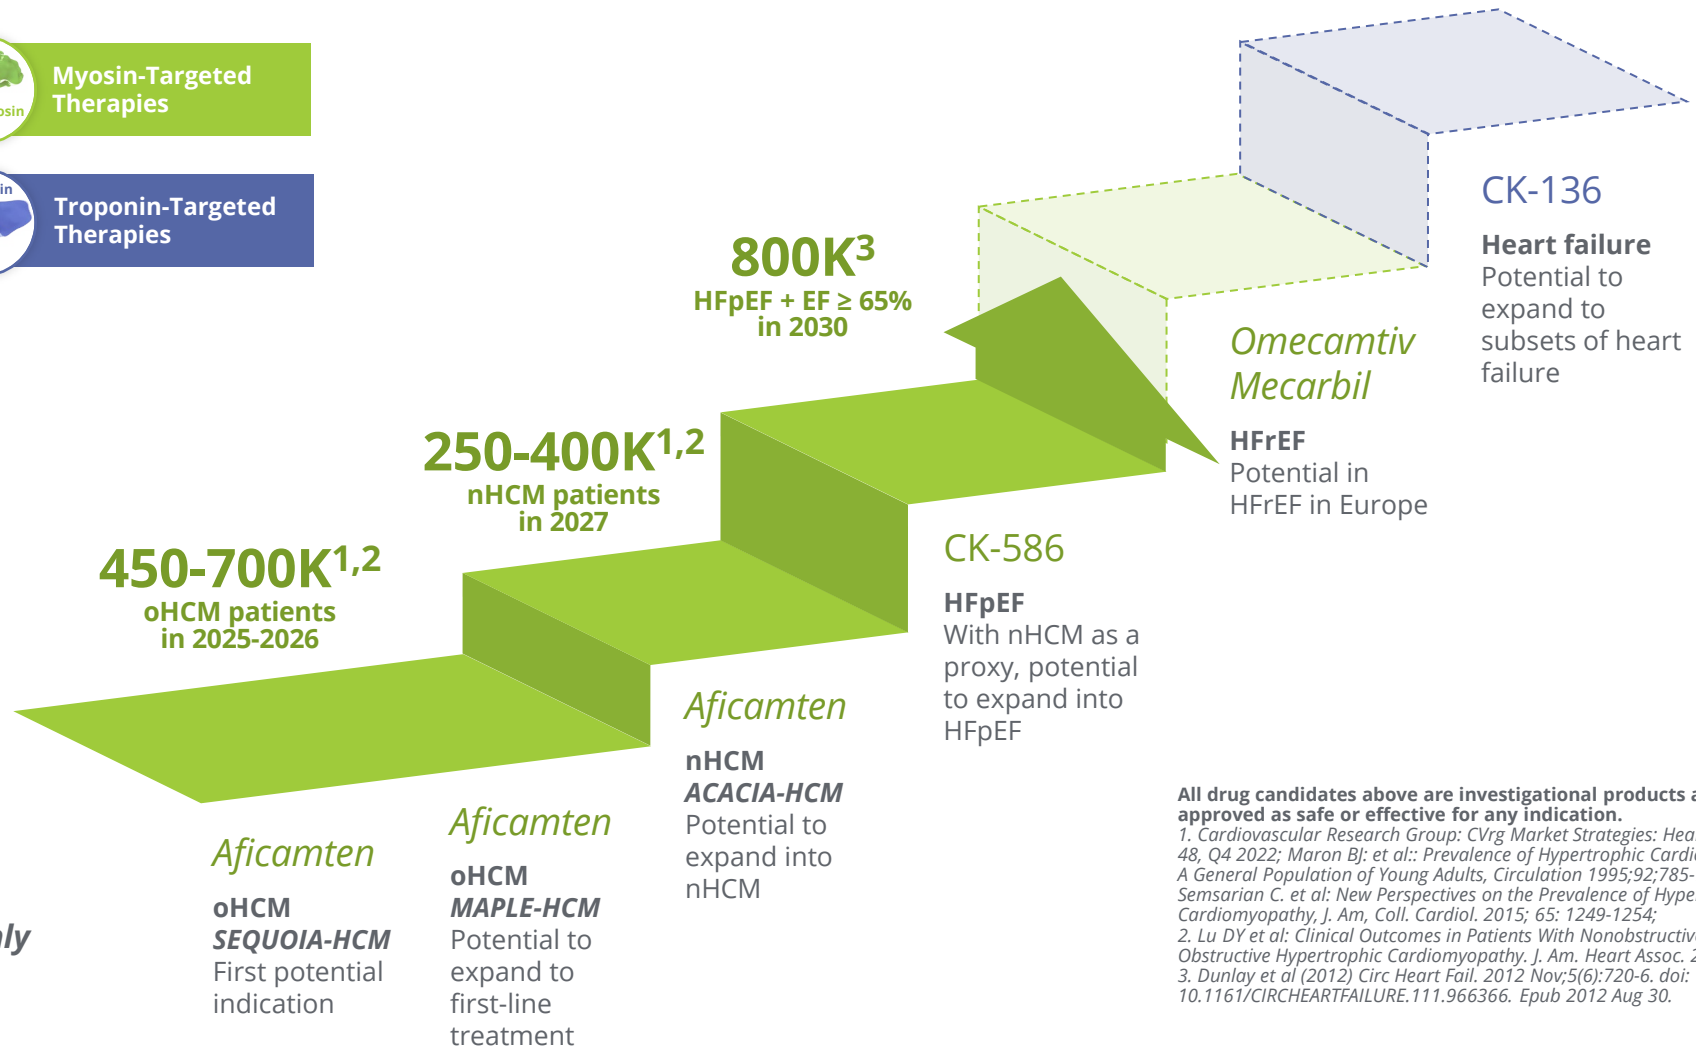 Myosin-Targeted
Therapies
Troponin-Targeted
Therapies
CK-136
Heart failure
Potential to
expand to
subsets of heart
failure
800K3
HFpEF + EF ≥ 65%
in 2030
Omecamtiv
Mecarbil
HFrEF
Potential in
HFrEF in Europe
250-400K1,2
nHCM patients
in 2027
CK-586
HFpEF
With nHCM as a
proxy, potential
to expand into
HFpEF
450-700K1,2
oHCM patients
in 2025-2026
Aficamten
nHCM
ACACIA-HCM
Potential to
expand into
nHCM
Aficamten
oHCM
MAPLE-HCM
Potential to
expand to
first-line
treatment
Aficamten
oHCM
SEQUOIA-HCM
First potential
indication
All drug candidates above are investigational products
approved as safe or effective for any indication.
1. Cardiovascular Research Group: CVrg Market Strategies:
48, Q4 2022; Maron BJ: et al:: Prevalence of Hypertrophic
A General Population of Young Adults, Circulation 1995;92;785-
Semsarian C. et al: New Perspectives on the Prevalence of
Cardiomyopathy, J. Am, Coll. Cardiol. 2015; 65: 1249-1254;
2. Lu DY et al: Clinical Outcomes in Patients With
Obstructive Hypertrophic Cardiomyopathy. J. Am. Heart Assoc.
3. Dunlay et al (2012) Circ Heart Fail. 2012 Nov;5(6):720-6. doi:
10.1161/CIRCHEARTFAILURE.111.966366. Epub 2012 Aug 30.